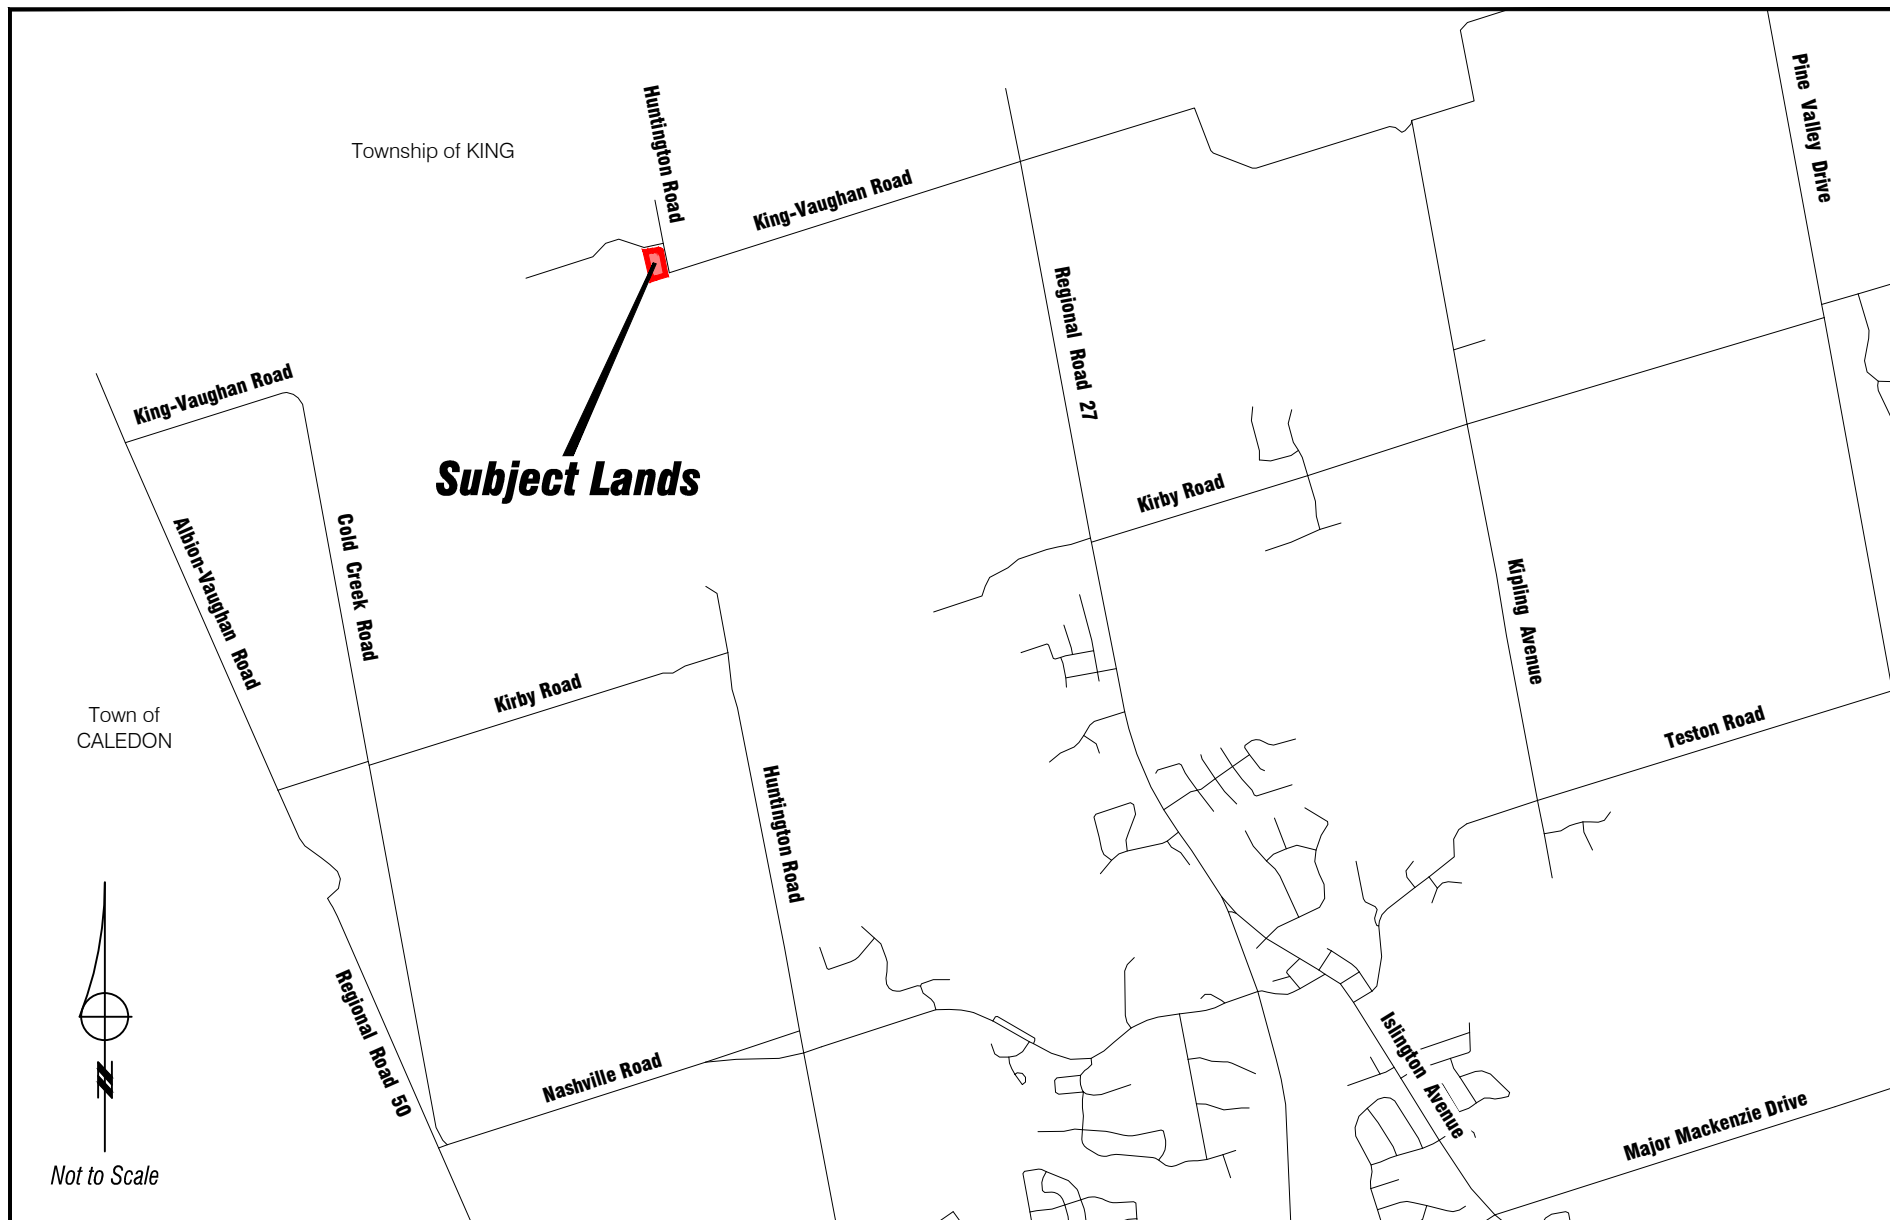 Huntington Road
Pine Valley Drive
Township of KING
King-Vaughan Road
Regional Road 27
King-Vaughan Road
Subject Lands
Kirby Road
Albion-Vaughan Road
Cold Creek Road
Kipling Avenue
Kirby Road
Town of
CALEDON
Teston Road
Huntington Road
Regional Road 50
Nashville Road
Islington Avenue
Major Mackenzie Drive
N
Not to Scale